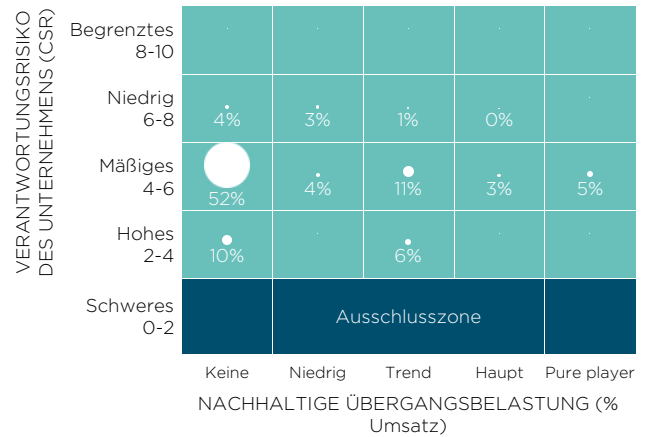 VERANTWORTUNGSRISIKO
DES UNTERNEHMENS (CSR)
Begrenztes
8-10
Niedrig
6-8
4% 3% 1% 0%
Mäßiges
4-6
52% 4% 11% 3% 5%
Hohes
2-4
10% 6%
Schweres
0-2
Ausschlusszone
Keine Niedrig Trend Haupt Pure player
NACHHALTIGE ÜBERGANGSBELASTUNG (%
Umsatz)